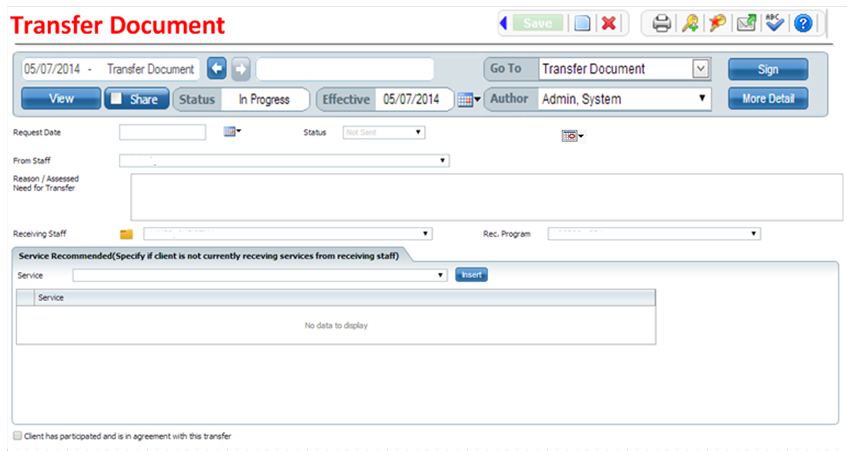 Transfer Document
Save
ABC
05/07/2014 - Transfer Document
Go To Transfer Document
Sign
View
Share
Status In Progress
Effective 05/07/2014
Author Admin, System
More Detail
Request Date
Status Not Sent
From Staff
Reason / Assessed
Need for Transfer
Receiving Staff
Rec. Program
Service Recommended(Specify if client is not currently receving services from receiving staff)
Service
Insert
Service
No data to display
Client has participated and is in agreement with this transfer